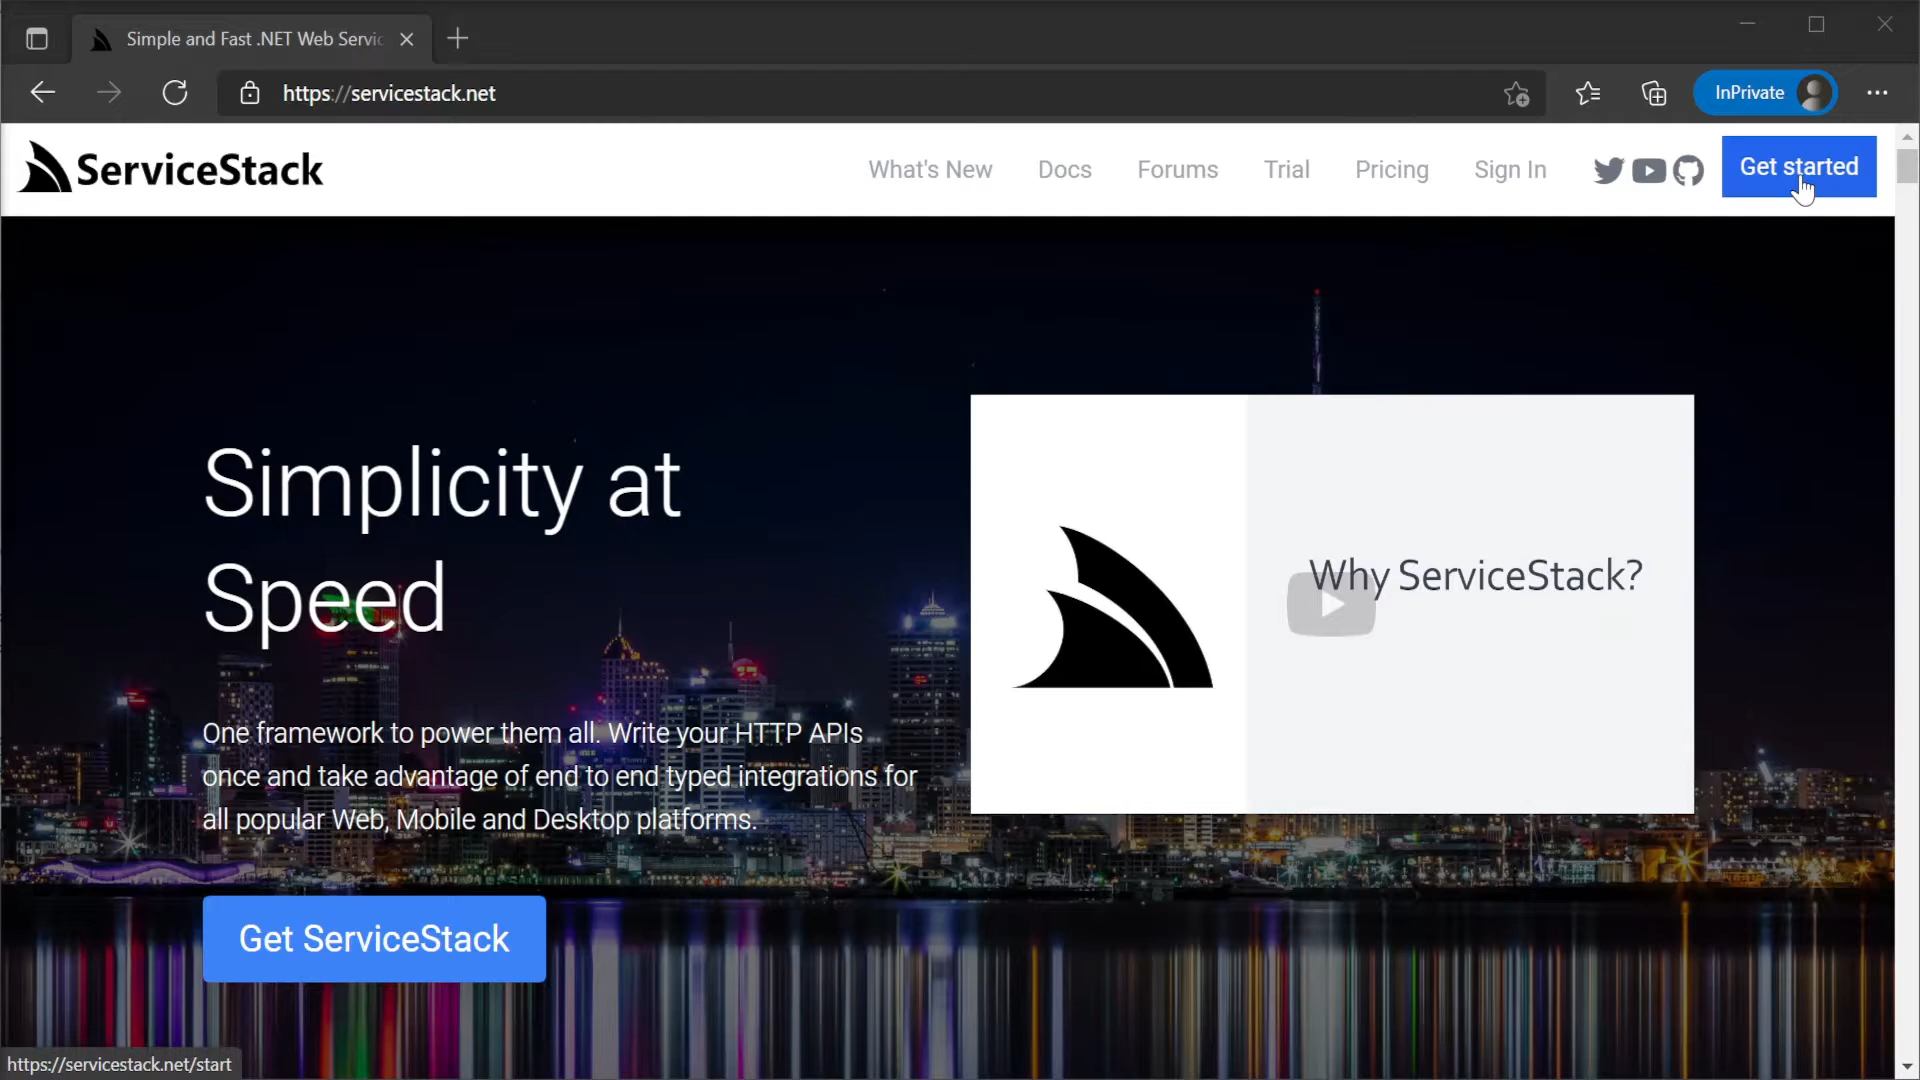 Simple and Fast .NET Web Servic
https://servicestack.net
InPrivate
ServiceStack
What's New
Docs
Forums
Trial
Pricing
Sign In
Get started
Simplicity at
Speed
Why ServiceStack?
One framework to power them all. Write your HTTP APIs
once and take advantage of end to end typed integrations for
all popular Web, Mobile and Desktop platforms.
Get ServiceStack
https://servicestack.net/start